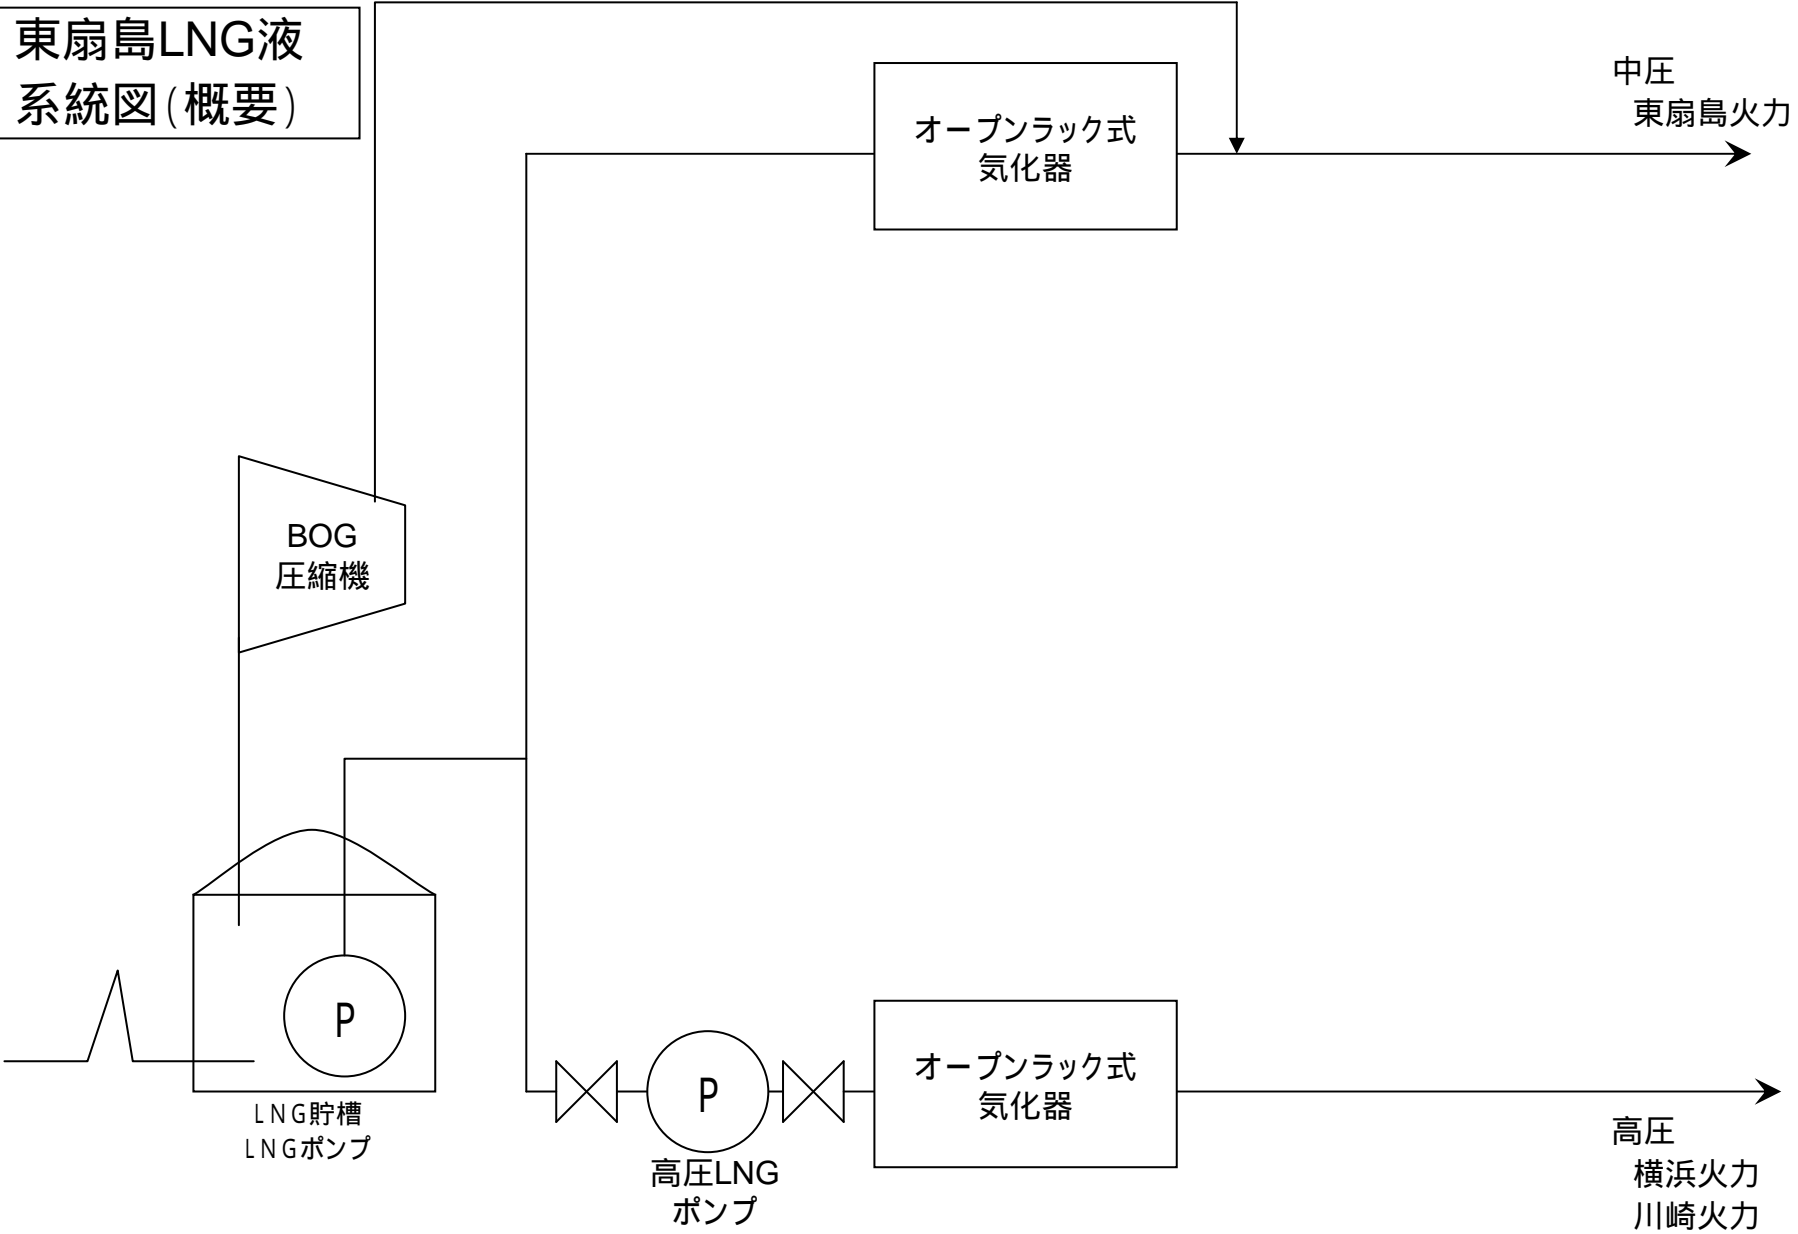 東扇島LNG液
系統図(概要)
中圧
東扇島火力
オープンラック式
気化器
BOG
圧縮機
P
LNG貯槽
LNGポンプ
P
高圧LNG
ポンプ
オープンラック式
気化器
高圧
横浜火力
川崎火力